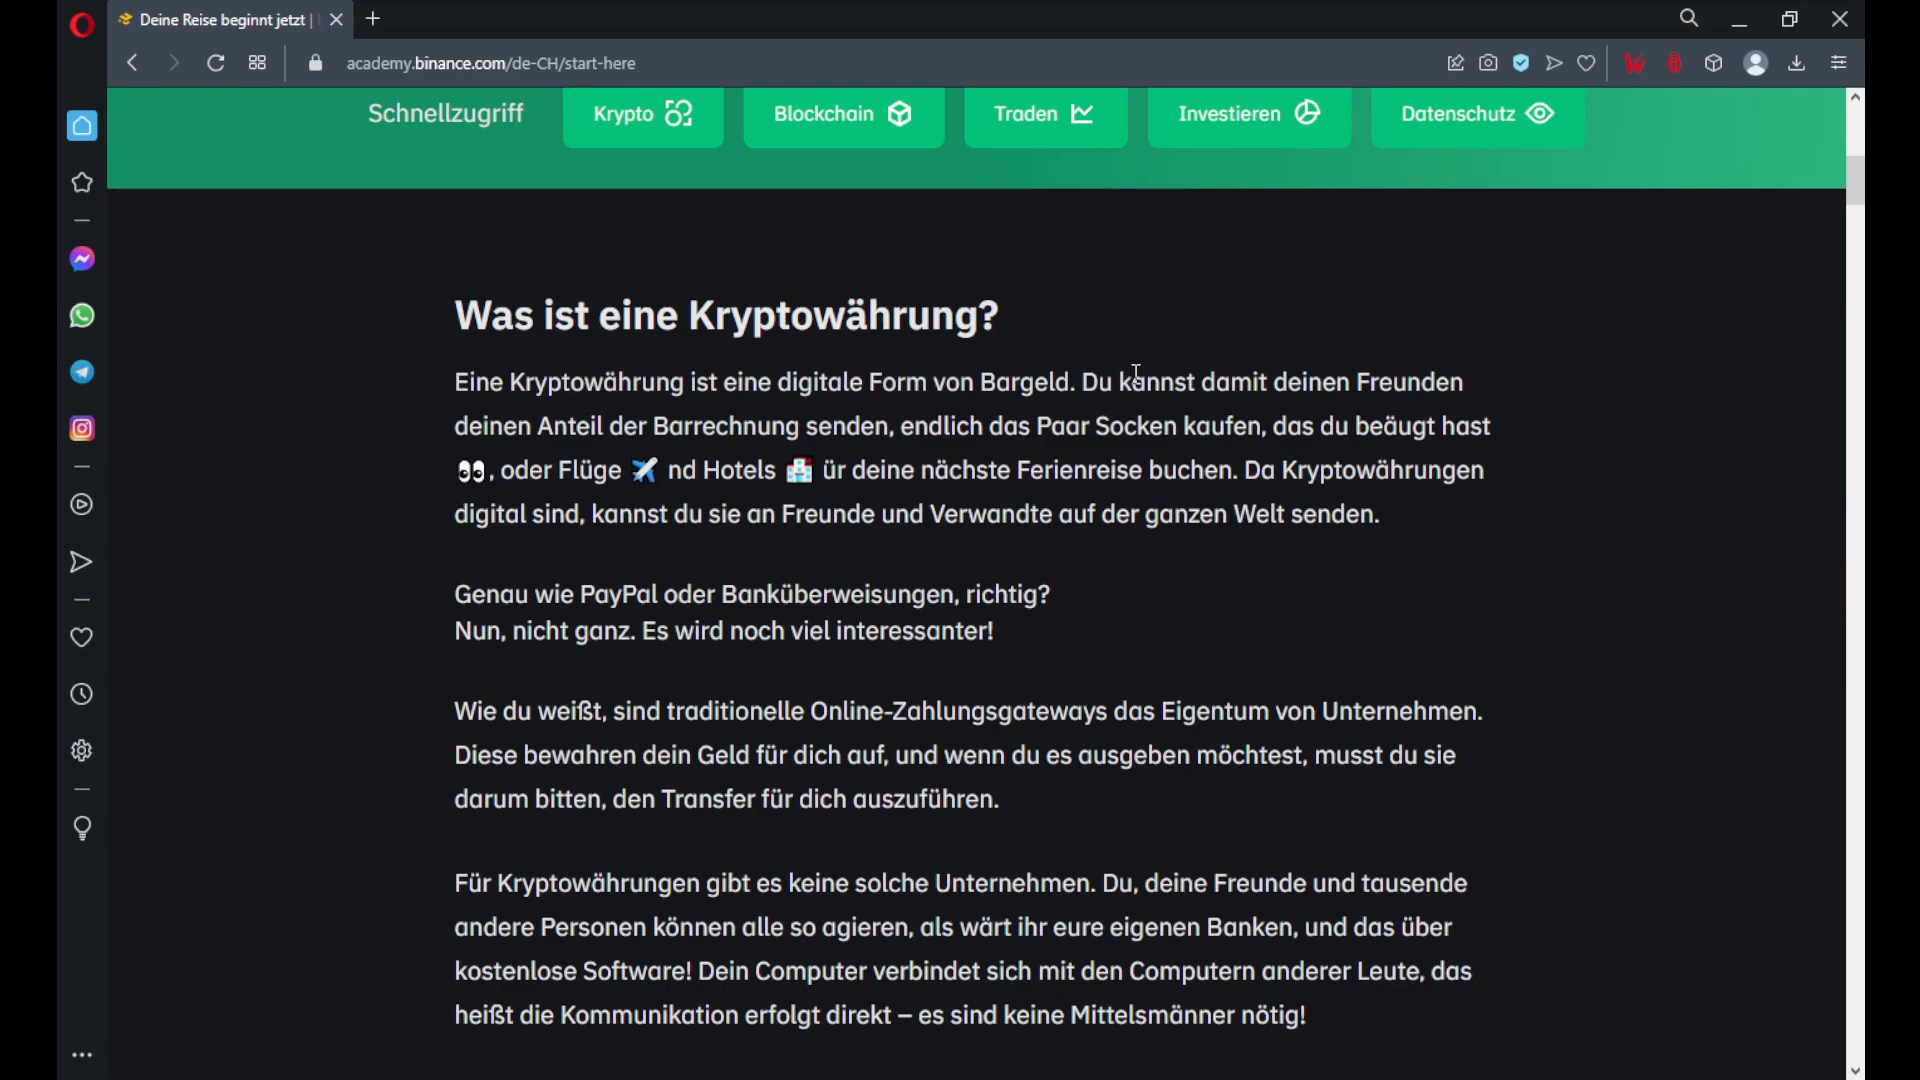 Deine Reise beginnt jetzt |
academy.binance.com/de-CH/start-here
Schnellzugriff
Krypto
Blockchain
Traden
Investieren
Datenschutz
Was ist eine Kryptowährung?
Eine Kryptowährung ist eine digitale Form von Bargeld. Du kannst damit deinen Freunden
deinen Anteil der Barrechnung senden, endlich das Paar Socken kaufen, das du beäugt hast
👀, oder Flüge ✈️ nd Hotels 🏨 ür deine nächste Ferienreise buchen. Da Kryptowährungen
digital sind, kannst du sie an Freunde und Verwandte auf der ganzen Welt senden.
Genau wie PayPal oder Banküberweisungen, richtig?
Nun, nicht ganz. Es wird noch viel interessanter!
Wie du weißt, sind traditionelle Online-Zahlungsgateways das Eigentum von Unternehmen.
Diese bewahren dein Geld für dich auf, und wenn du es ausgeben möchtest, musst du sie
darum bitten, den Transfer für dich auszuführen.
Für Kryptowährungen gibt es keine solche Unternehmen. Du, deine Freunde und tausende
andere Personen können alle so agieren, als wärt ihr eure eigenen Banken, und das über
kostenlose Software! Dein Computer verbindet sich mit den Computern anderer Leute, das
heißt die Kommunikation erfolgt direkt – es sind keine Mittelsmänner nötig!